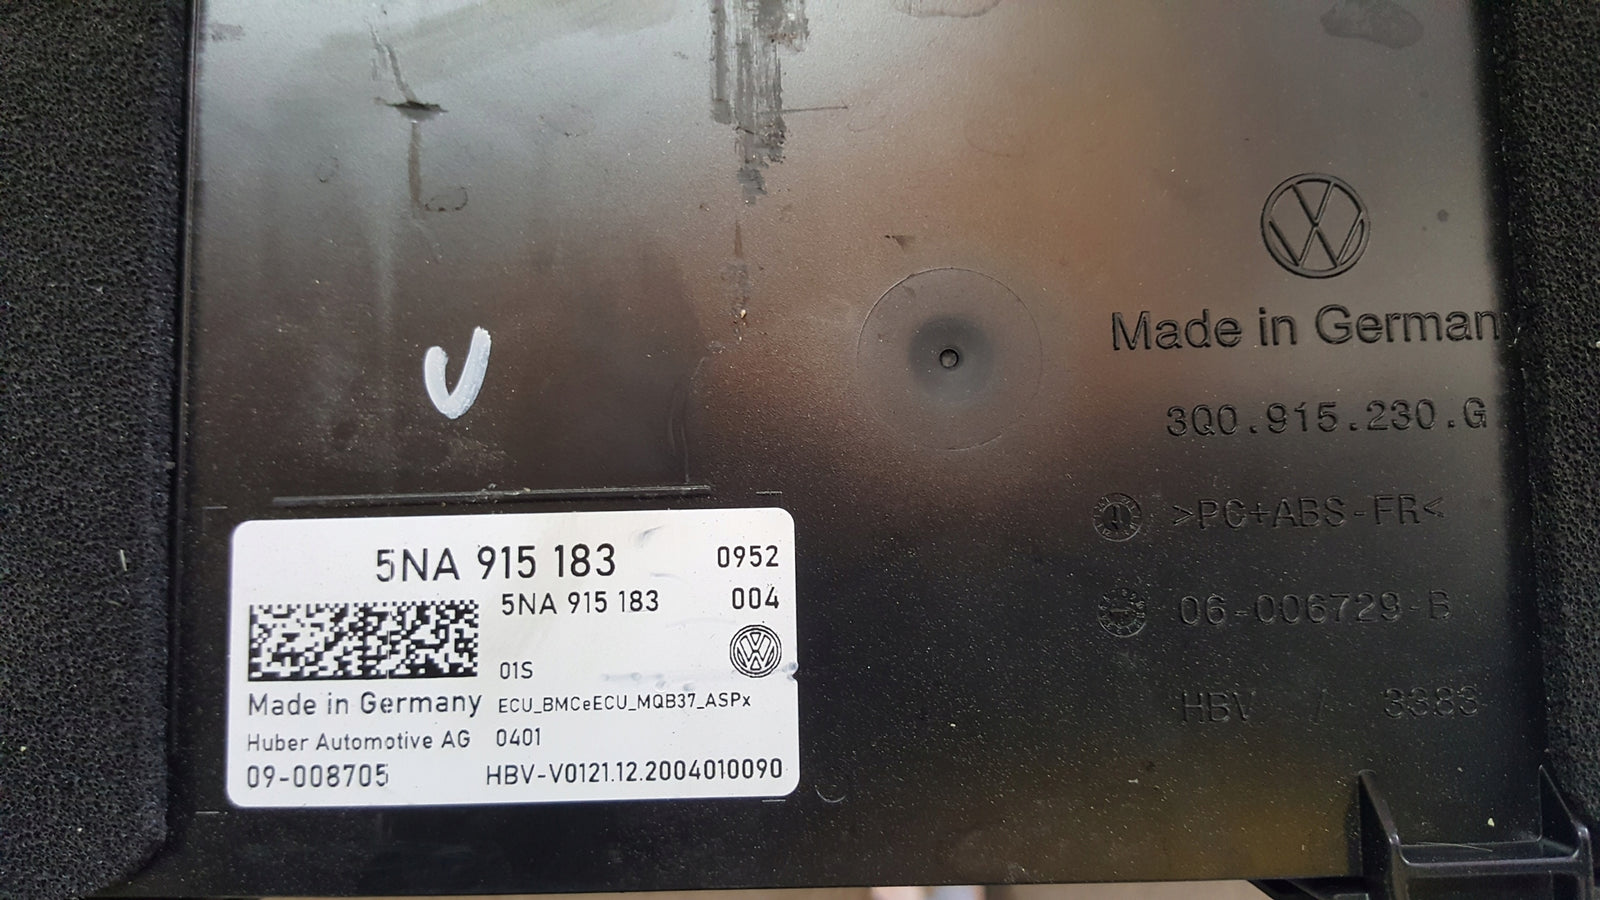 Made in German
3Q0.915.230.G
>PC+ABS-FR<
06-006729-B
HBV / 3383
5NA 915 183 0952
5NA 915 183 004
01S
Made in Germany ECU_BMCeECU_MQB37_ASPx
Huber Automotive AG 0401
09-008705 HBV-V0121.12.2004010090